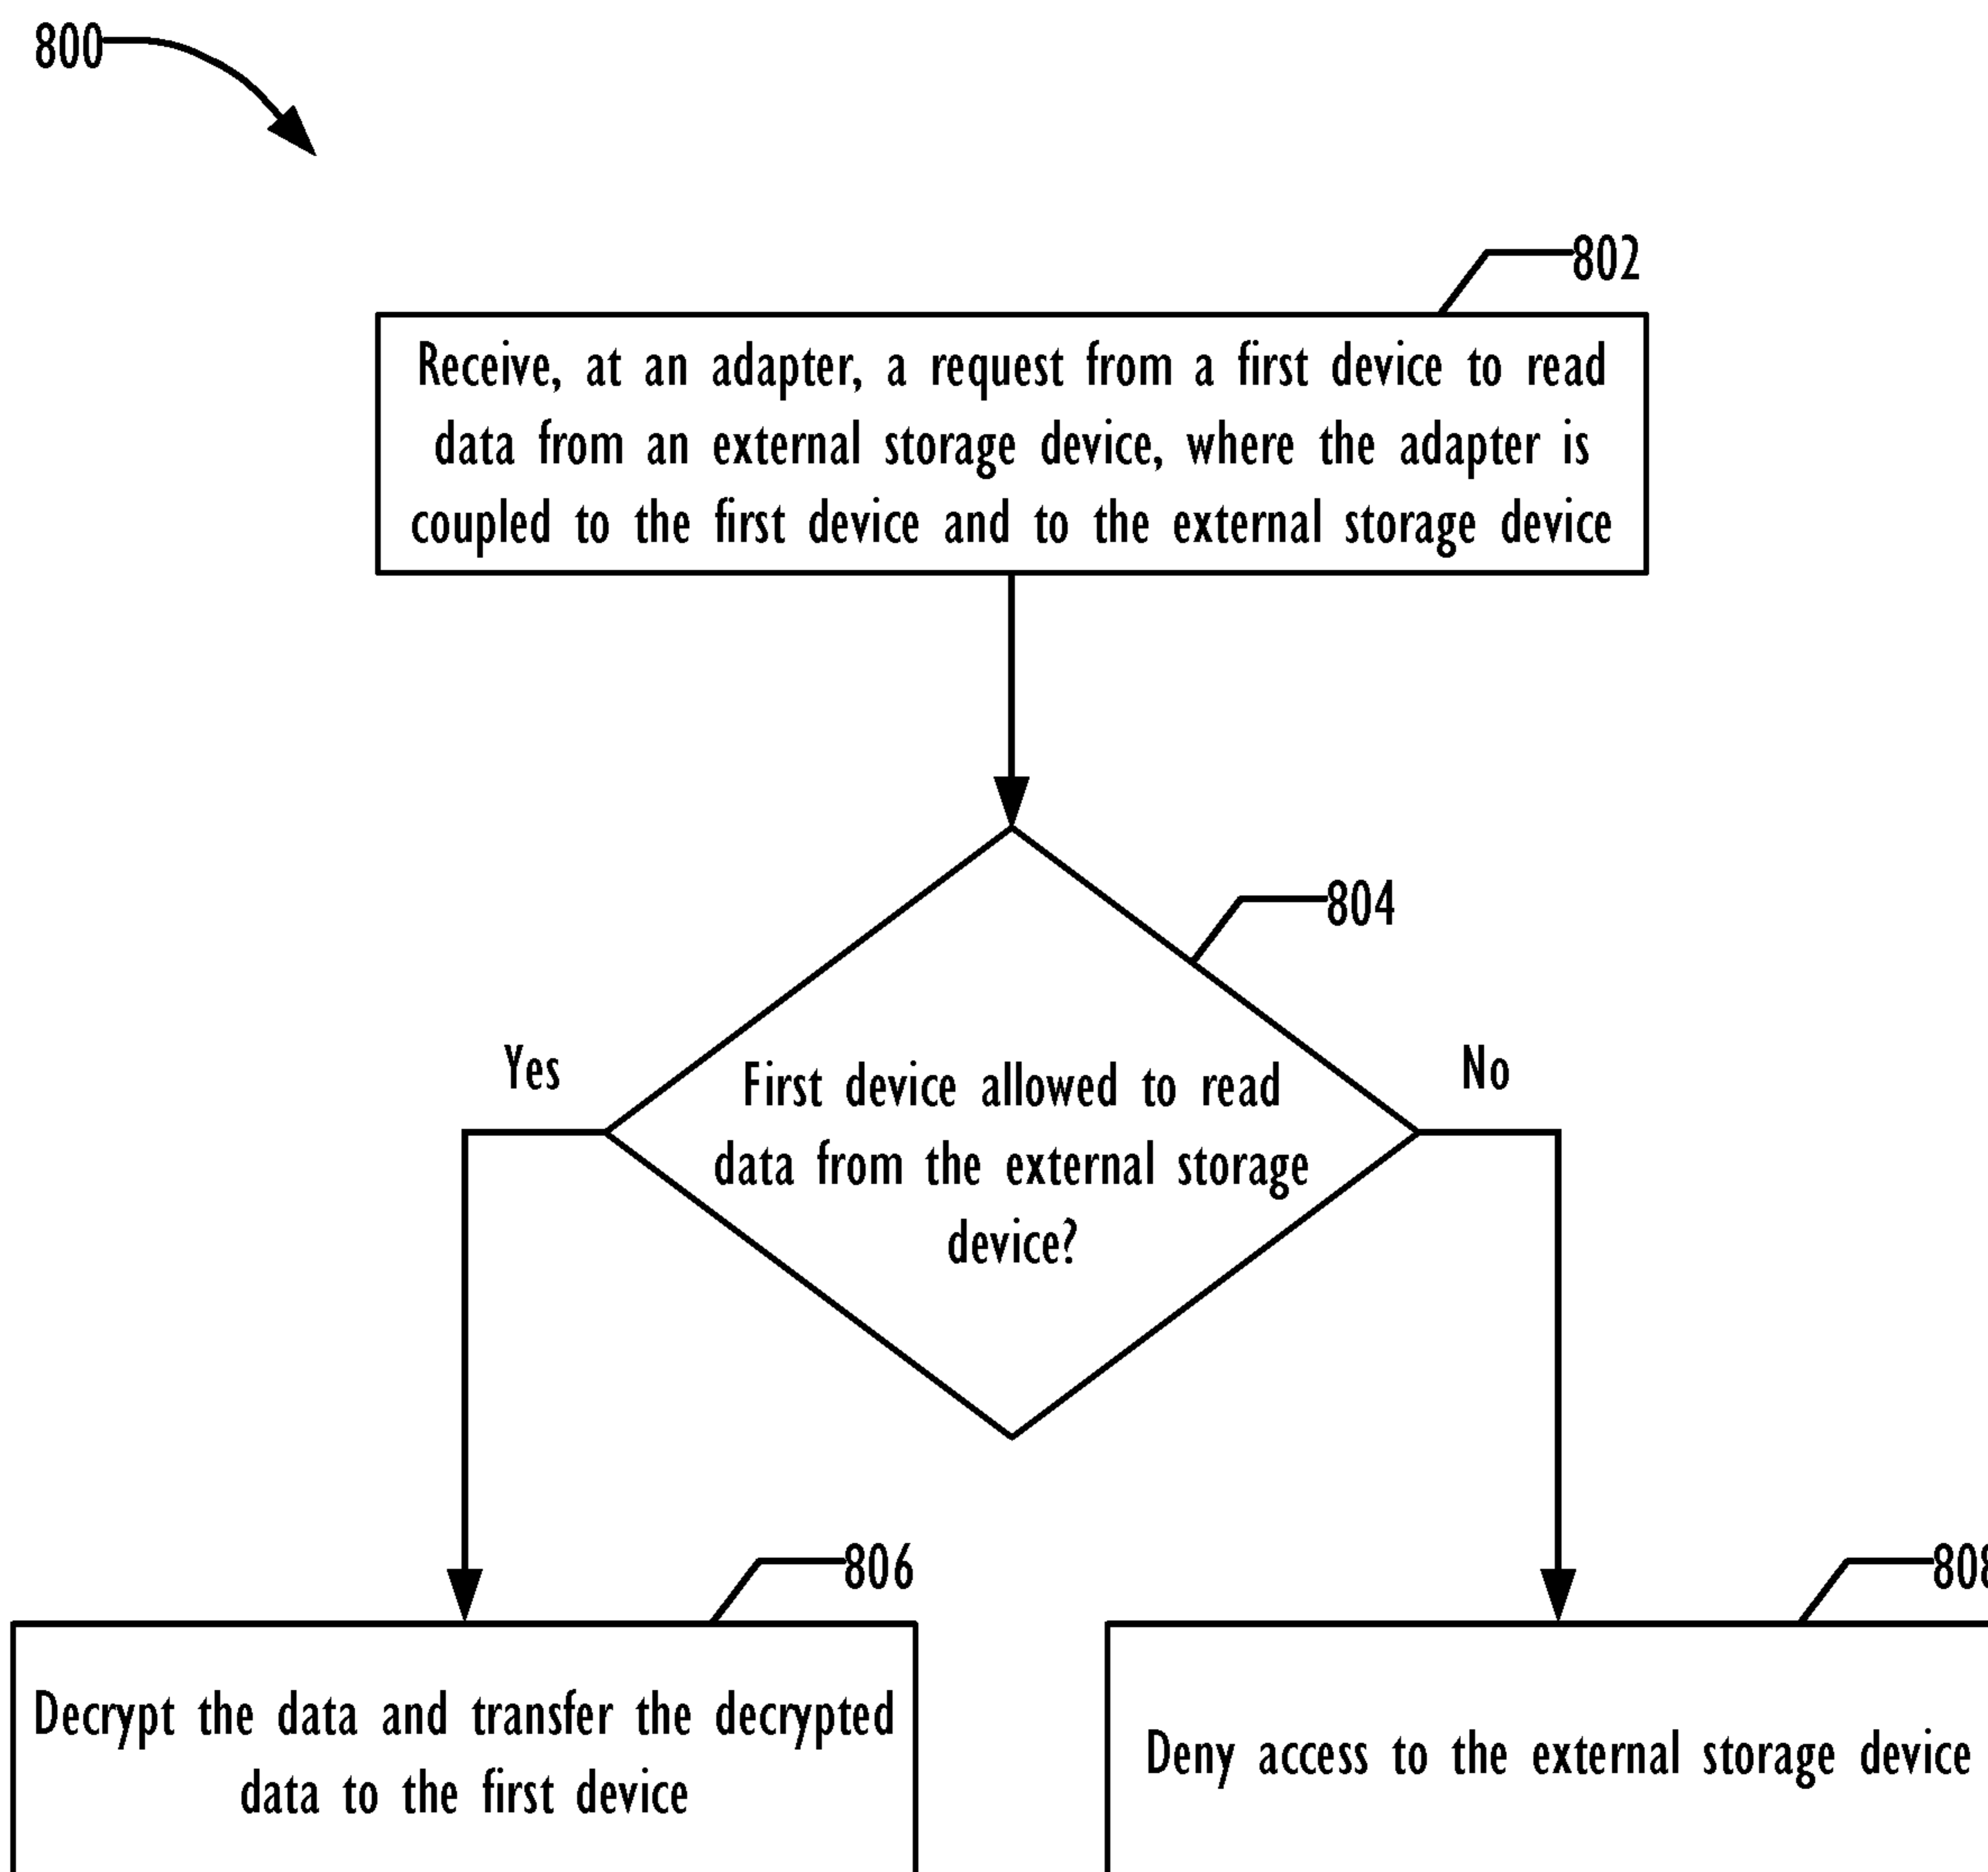 800
802
Receive, at an adapter, a request from a first device to read
data from an external storage device, where the adapter is
coupled to the first device and to the external storage device
804
Yes
No
First device allowed to read
data from the external storage
device?
806
808
Decrypt the data and transfer the decrypted
data to the first device
Deny access to the external storage device